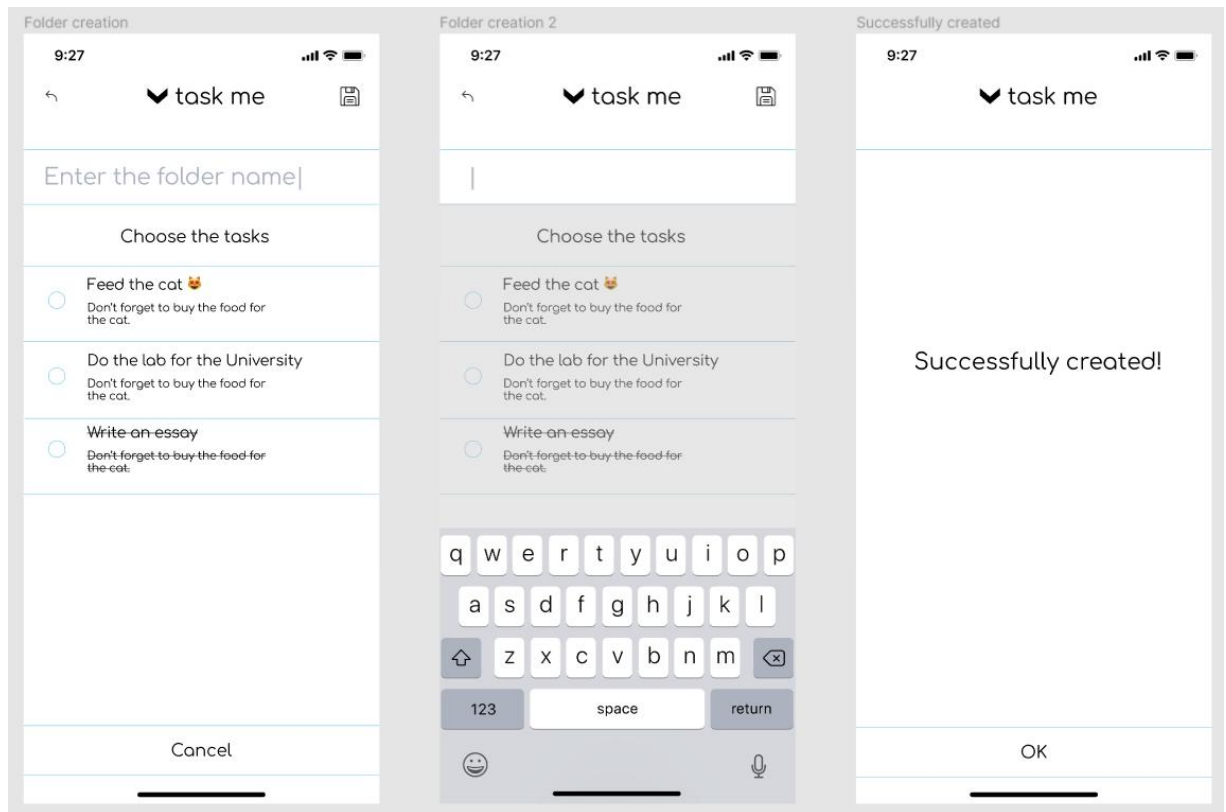 Folder creation
9:27
task me
Enter the folder name
Choose the tasks
Feed the cat 😻
Don't forget to buy the food for
the cat.
Do the lab for the University
Don't forget to buy the food for
the cat.
Write an essay
Don't forget to buy the food for
the cat.
Cancel
Folder creation 2
9:27
task me
Choose the tasks
Feed the cat 😻
Don't forget to buy the food for
the cat.
Do the lab for the University
Don't forget to buy the food for
the cat.
Write an essay
Don't forget to buy the food for
the cat.
q w e r t y u i o p
a s d f g h j k l
z x c v b n m
123 space return
Successfully created
9:27
task me
Successfully created!
OK